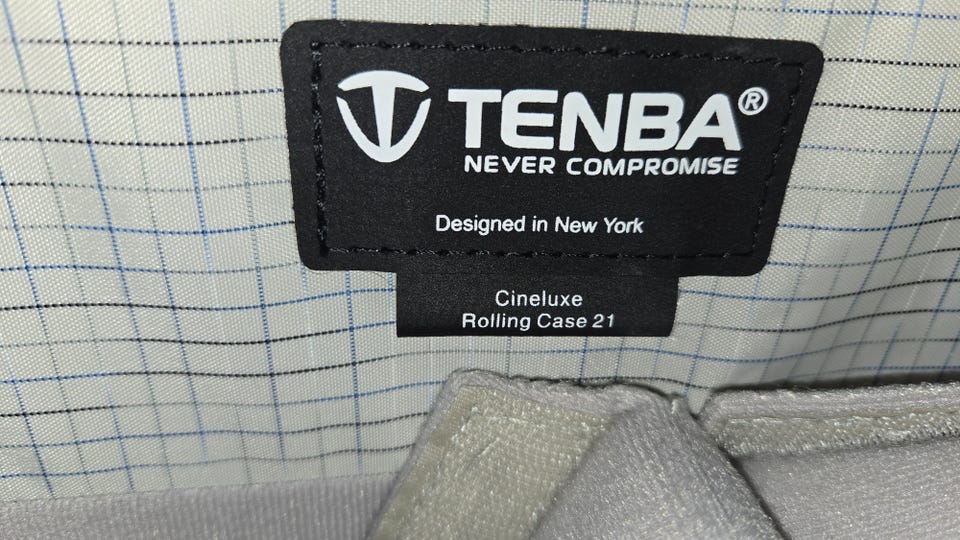 TENBA®
NEVER COMPROMISE
Designed in New York
Cineluxe
Rolling Case 21